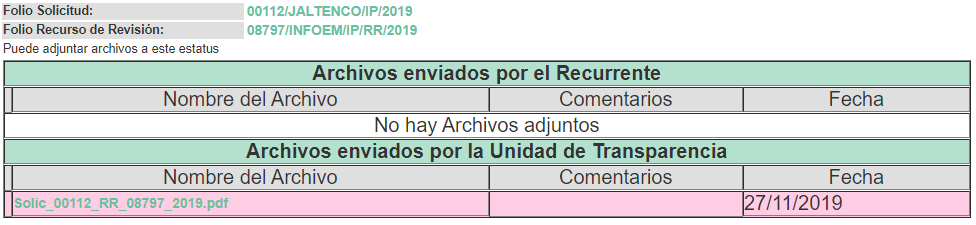 Folio Solicitud: 00112/JALTENCO/IP/2019
Folio Recurso de Revisión: 08797/INFOEM/IP/RR/2019
Puede adjuntar archivos a este estatus
Archivos enviados por el Recurrente
Nombre del Archivo Comentarios Fecha
No hay Archivos adjuntos
Archivos enviados por la Unidad de Transparencia
Nombre del Archivo Comentarios Fecha
Solic_00112_RR_08797_2019.pdf 27/11/2019